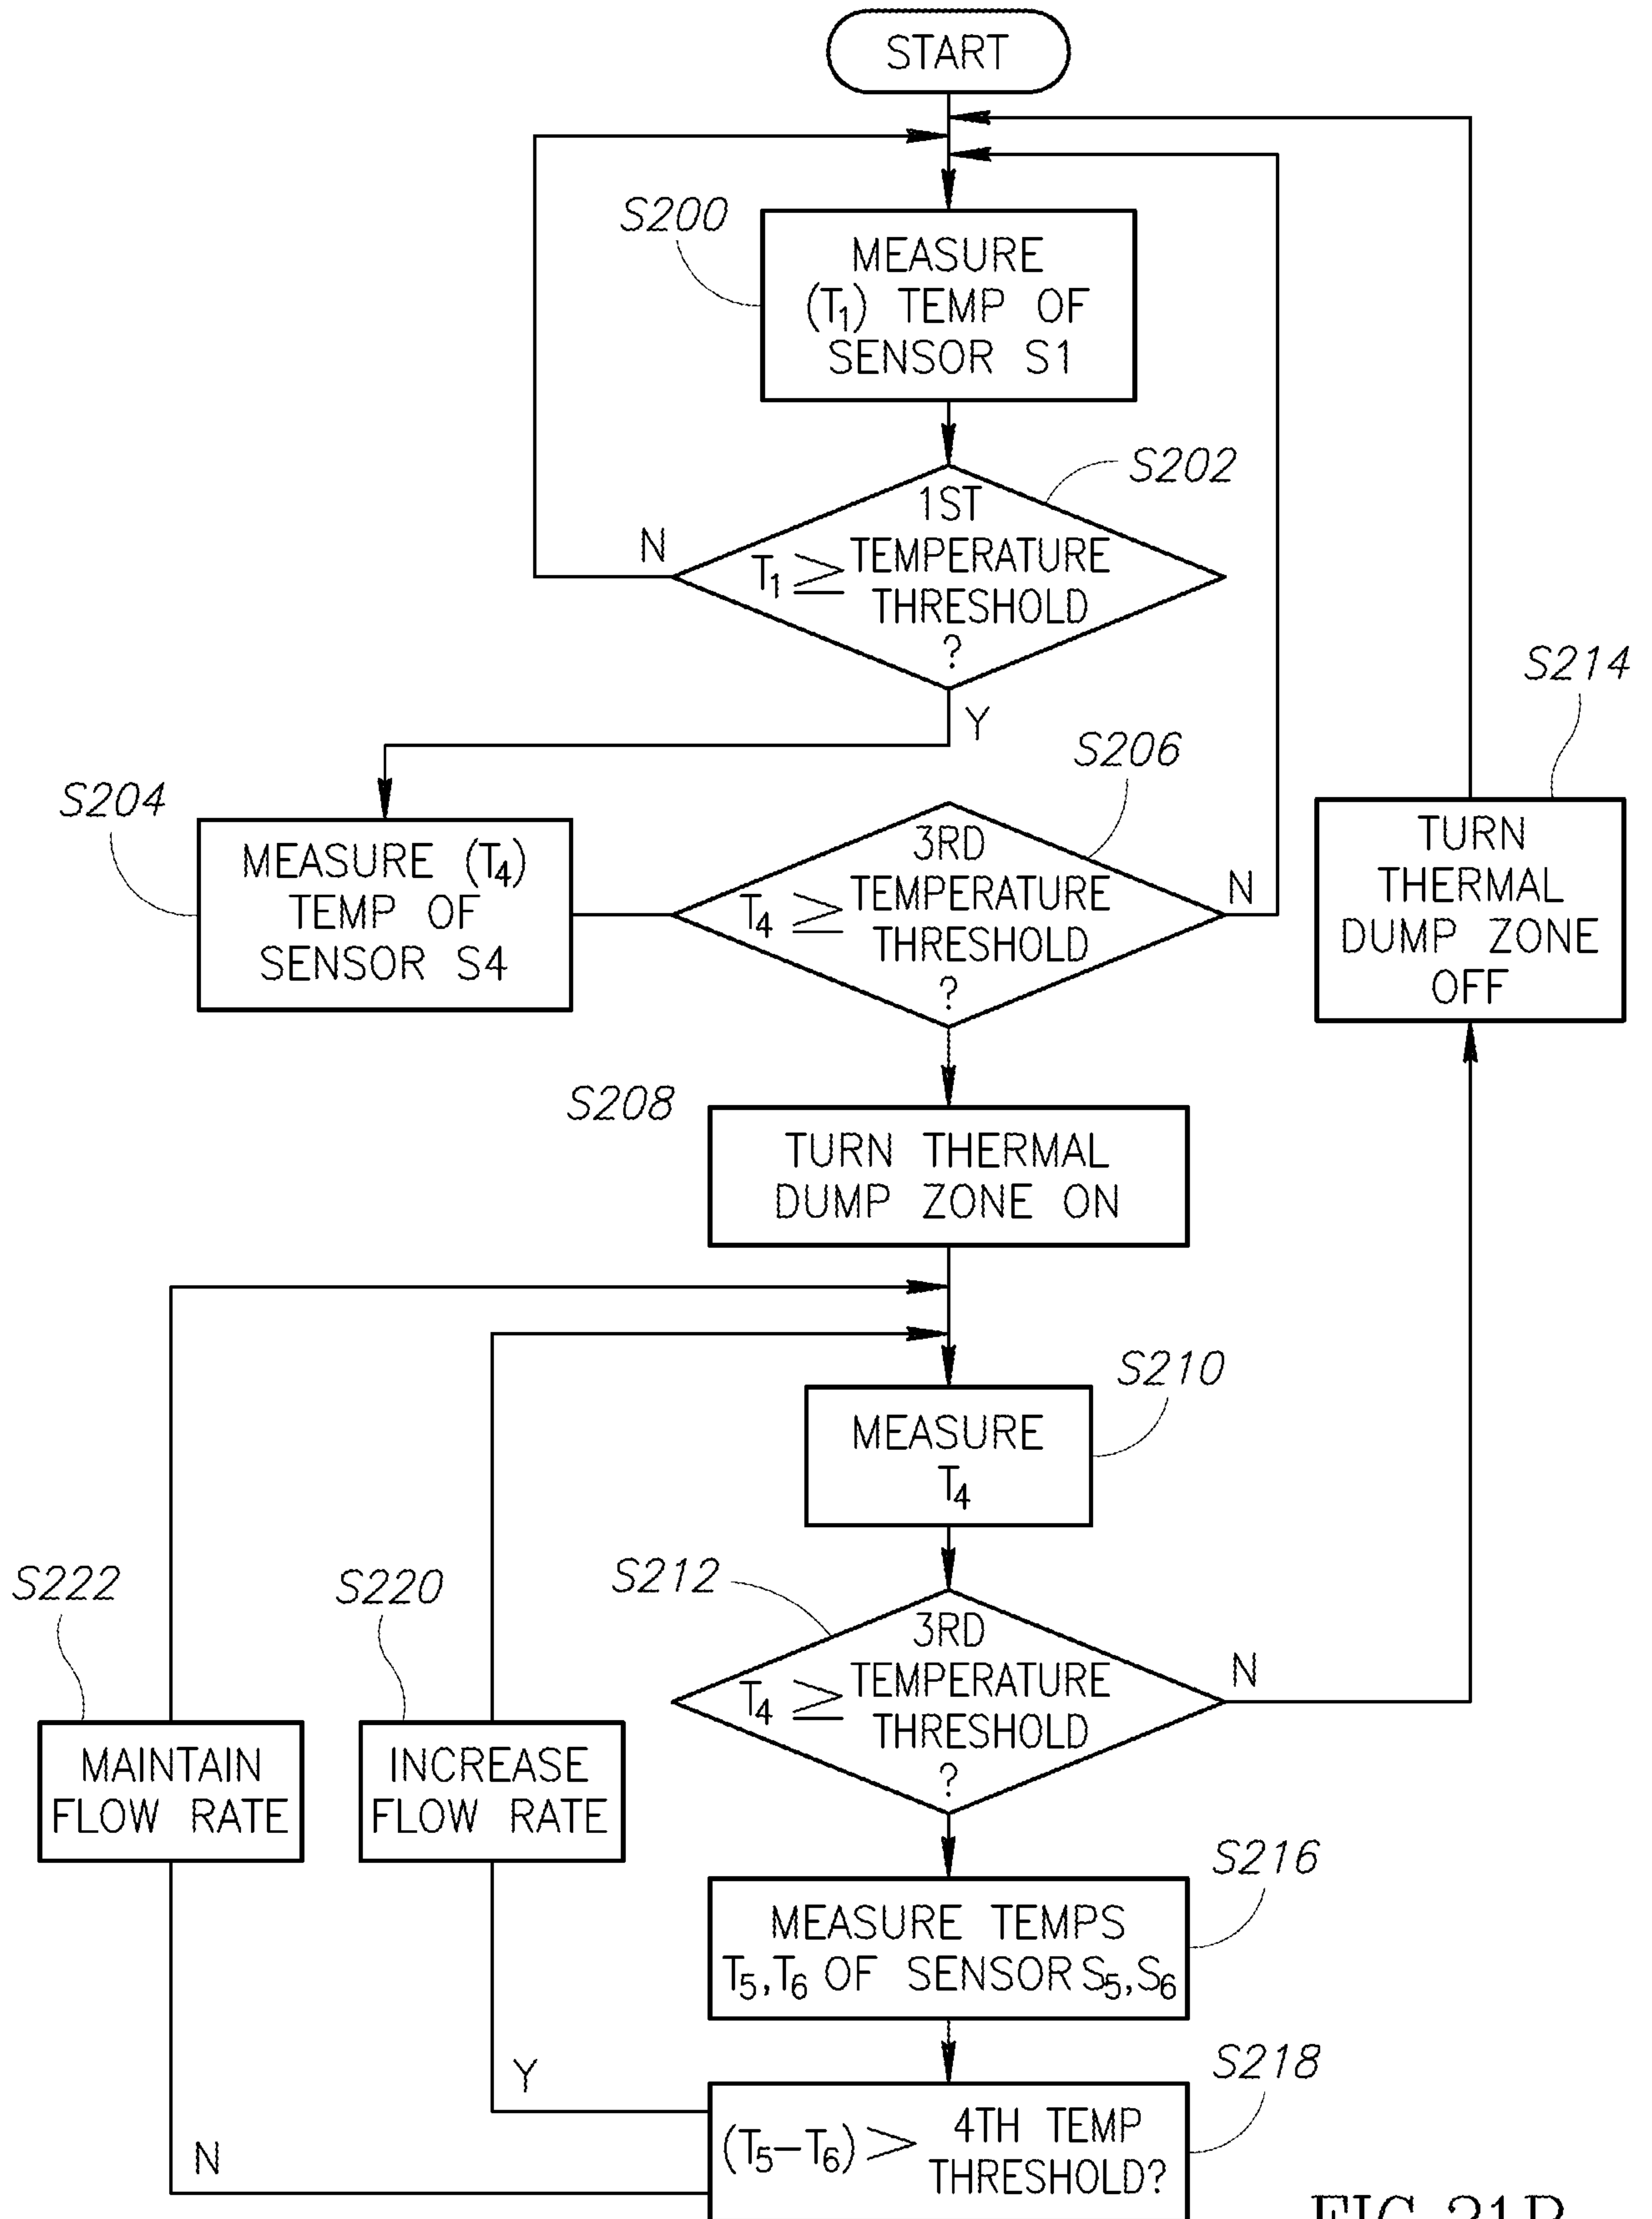 START
S200
MEASURE
(T1) TEMP OF
SENSOR S1
S202
1ST
N
T1 ≥ TEMPERATURE
THRESHOLD
?
Y
S214
S206
S204
TURN
THERMAL
DUMP ZONE
OFF
MEASURE (T4)
TEMP OF
SENSOR S4
3RD
T4 ≥ TEMPERATURE
THRESHOLD
?
N
S208
TURN THERMAL
DUMP ZONE ON
S210
MEASURE
T4
S222
S220
S212
3RD
T4 ≥ TEMPERATURE
THRESHOLD
?
N
MAINTAIN
FLOW RATE
INCREASE
FLOW RATE
S216
MEASURE TEMPS
T5,T6 OF SENSOR S5,S6
Y
S218
(T5–T6) > 4TH TEMP
THRESHOLD?
N
FIG. 21B